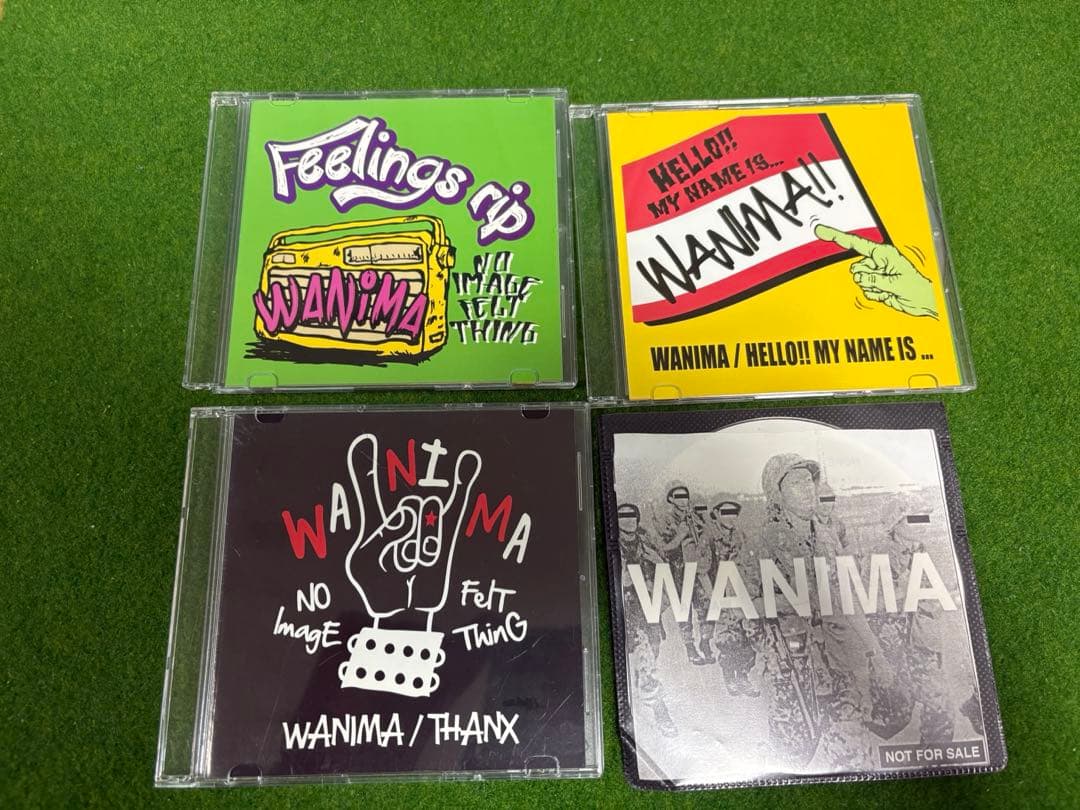 Feelings rip
WANiMA
NO
IMAGE
FELT
THING
HELLO!!
MY NAME IS...
WANIMA!!
WANIMA / HELLO!! MY NAME IS ...
WANIMA
NO
ImagE
FelT
ThinG
WANIMA / THANX
WANIMA
NOT FOR SALE